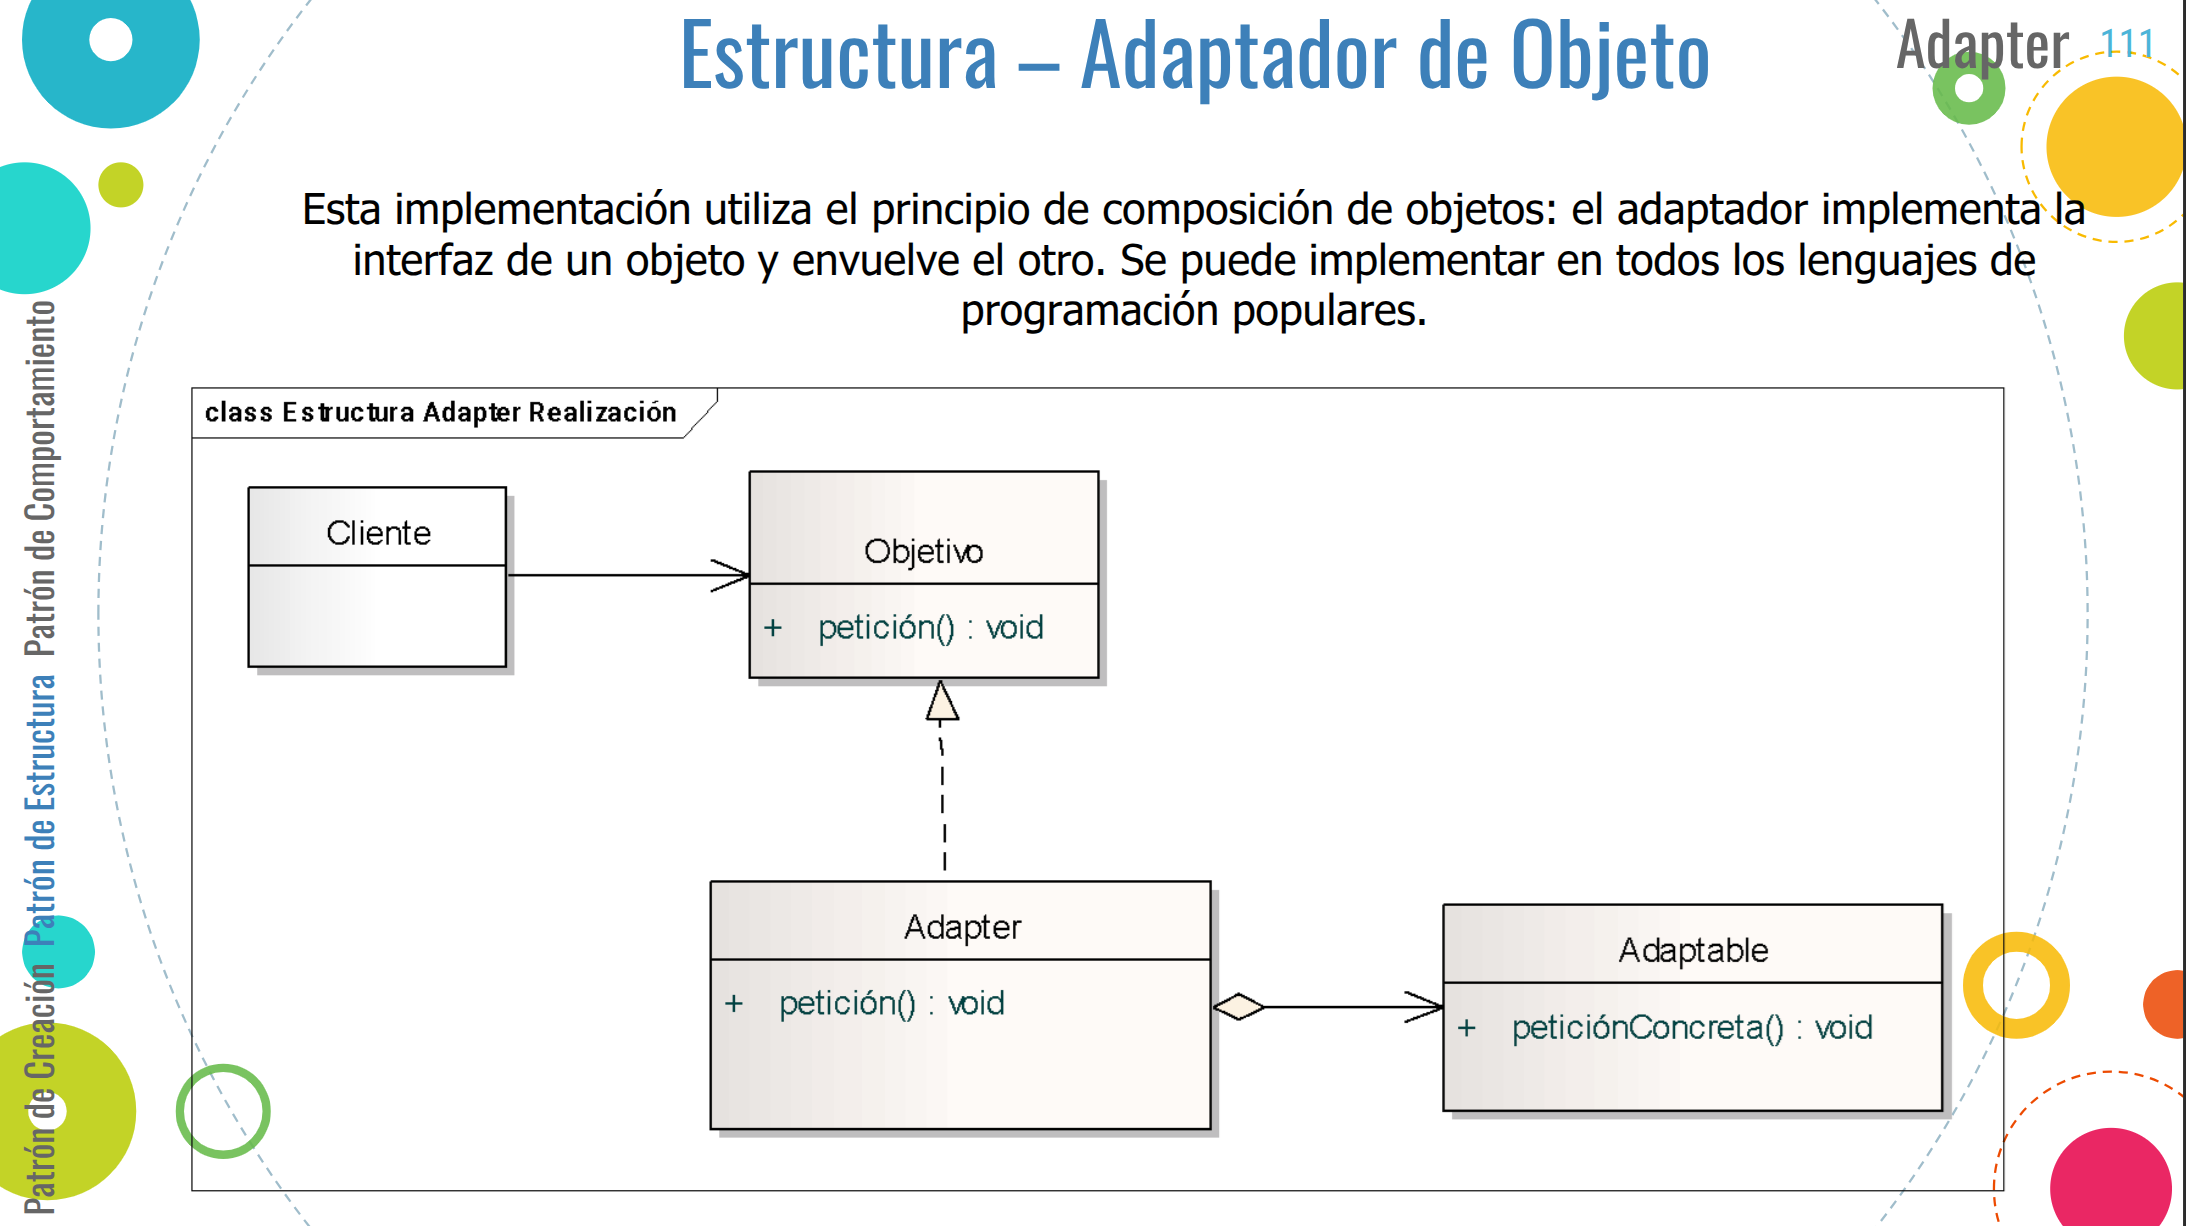 Estructura – Adaptador de Objeto
Adapter
111
Esta implementación utiliza el principio de composición de objetos: el adaptador implementa la
interfaz de un objeto y envuelve el otro. Se puede implementar en todos los lenguajes de
programación populares.
class Estructura Adapter Realización
Cliente
Objetivo
+ petición() : void
Adapter
+ petición() : void
Adaptable
+ peticiónConcreta() : void
Patrón de Creación Patrón de Estructura Patrón de Comportamiento